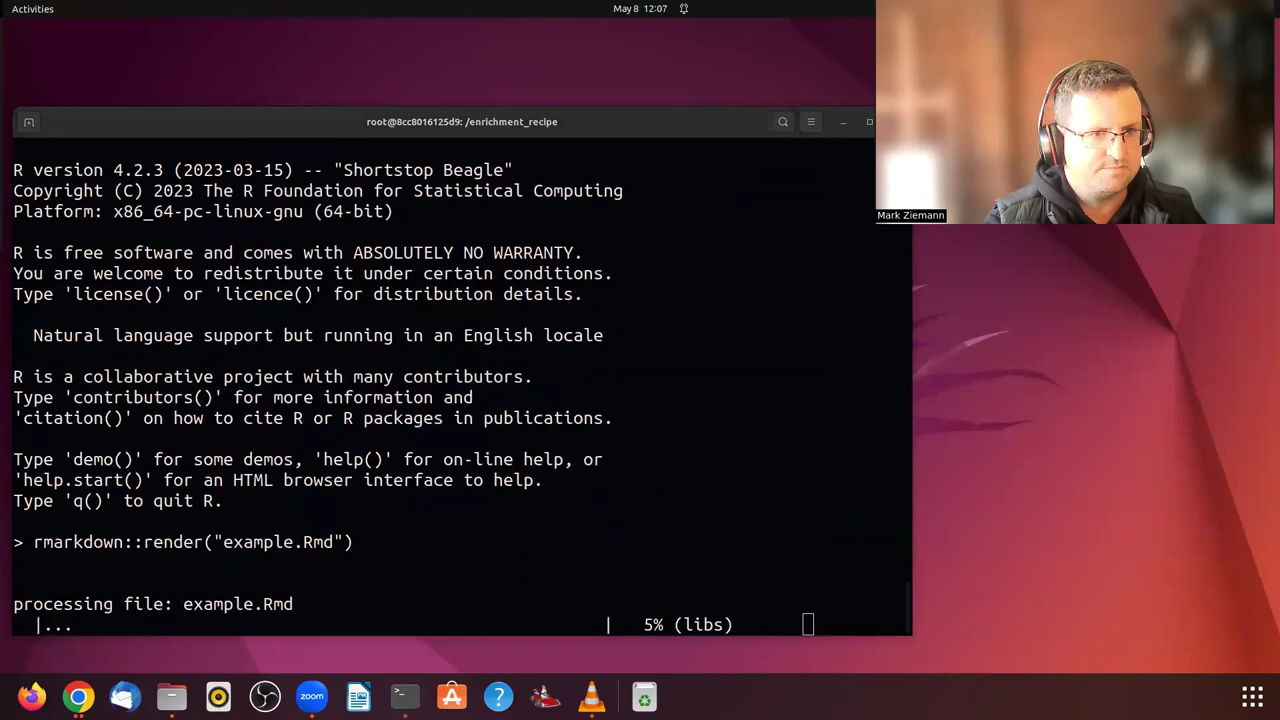 Activities
May 8 12:07
root@8cc8016125d9: /enrichment_recipe
Mark Ziemann
R version 4.2.3 (2023-03-15) -- "Shortstop Beagle"
Copyright (C) 2023 The R Foundation for Statistical Computing
Platform: x86_64-pc-linux-gnu (64-bit)
R is free software and comes with ABSOLUTELY NO WARRANTY.
You are welcome to redistribute it under certain conditions.
Type 'license()' or 'licence()' for distribution details.
Natural language support but running in an English locale
R is a collaborative project with many contributors.
Type 'contributors()' for more information and
'citation()' on how to cite R or R packages in publications.
Type 'demo()' for some demos, 'help()' for on-line help, or
'help.start()' for an HTML browser interface to help.
Type 'q()' to quit R.
> rmarkdown::render("example.Rmd")
processing file: example.Rmd
|... | 5% (libs)
zoom